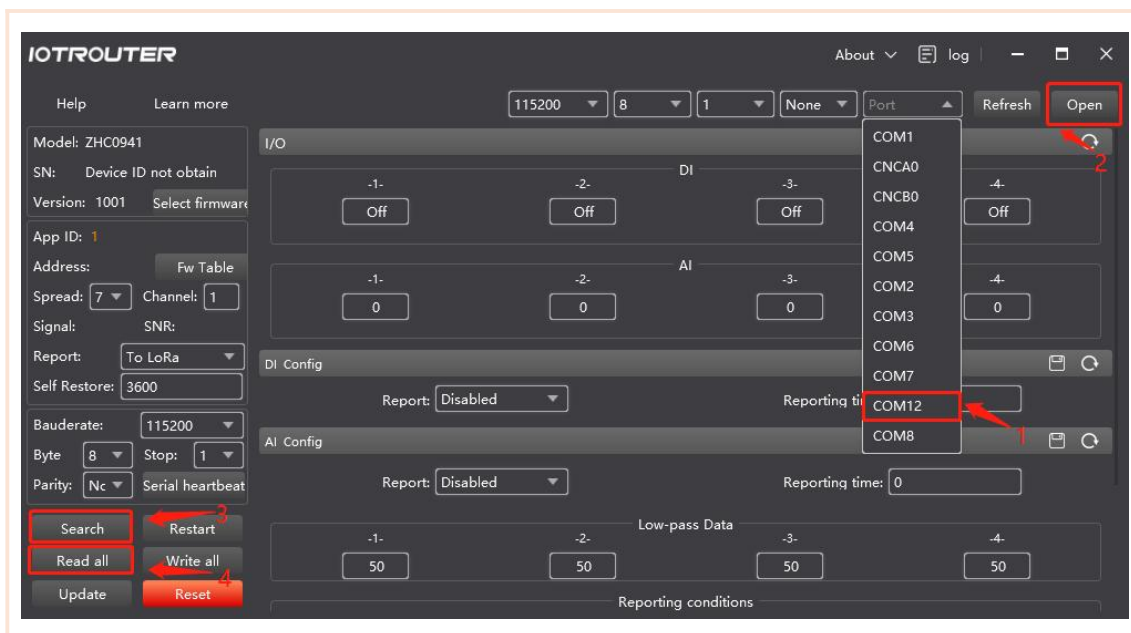 IOTROUTER
About log
Help Learn more 115200 8 1 None Port Refresh Open
2
Model: ZHC0941
SN: Device ID not obtain
Version: 1001 Select firmware
App ID: 1
Address: Fw Table
Spread: 7 Channel: 1
Signal: SNR:
Report: To LoRa
Self Restore: 3600
Bauderate: 115200
Byte 8 Stop: 1
Parity: Nc Serial heartbeat
Search Restart
3
Read all Write all
4
Update Reset
I/O
DI
-1- -2- -3- -4-
Off Off Off Off
AI
-1- -2- -3- -4-
0 0 0 0
DI Config
Report: Disabled Reporting ti
AI Config
Report: Disabled Reporting time: 0
Low-pass Data
-1- -2- -3- -4-
50 50 50 50
Reporting conditions
COM1
CNCA0
CNCB0
COM4
COM5
COM2
COM3
COM6
COM7
COM12
1
COM8